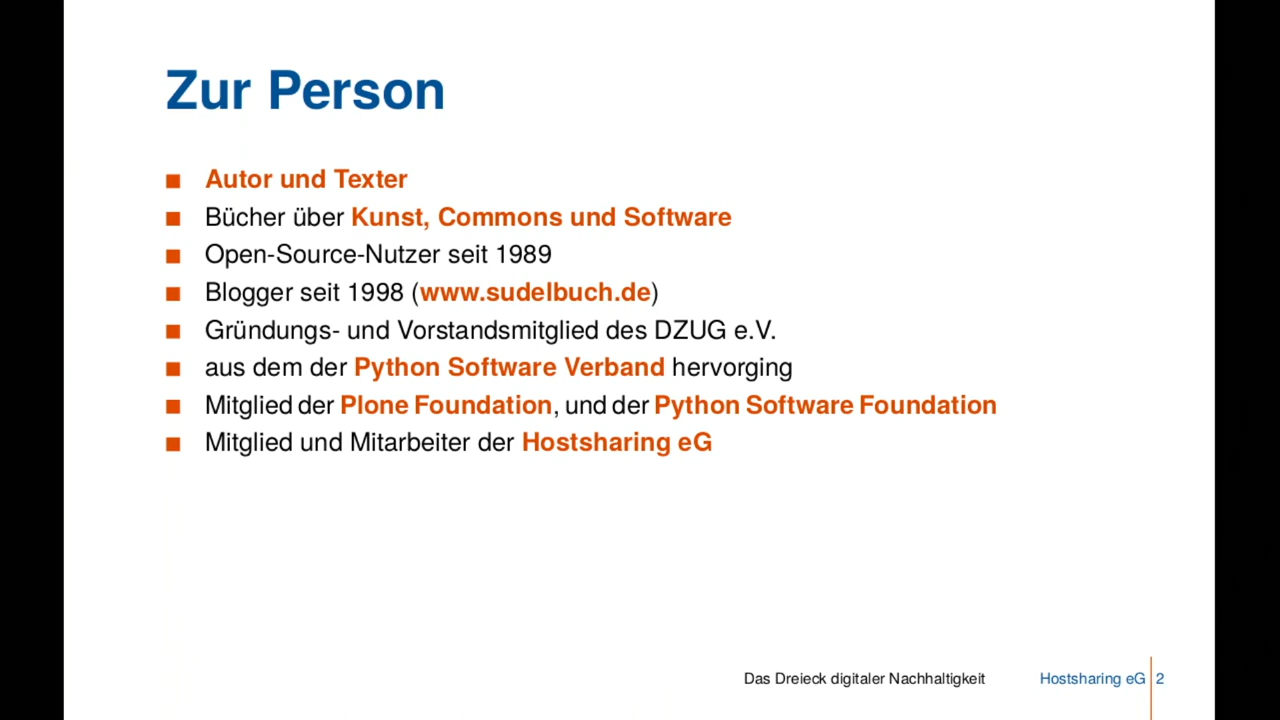 Zur Person
Autor und Texter
Bücher über Kunst, Commons und Software
Open-Source-Nutzer seit 1989
Blogger seit 1998 (www.sudelbuch.de)
Gründungs- und Vorstandsmitglied des DZUG e.V.
aus dem der Python Software Verband hervorging
Mitglied der Plone Foundation, und der Python Software Foundation
Mitglied und Mitarbeiter der Hostsharing eG
Das Dreieck digitaler Nachhaltigkeit Hostsharing eG 2